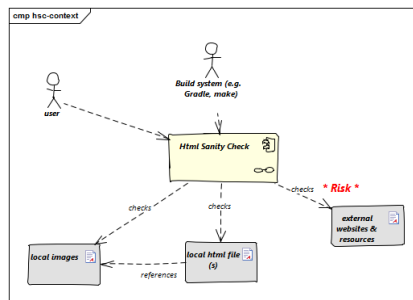 cmp hsc-context
Build system (e.g.
Gradle, make)
user
Html Sanity Check
* Risk *
checks
checks
checks
external
websites &
resources
local images
local html file
(s)
references